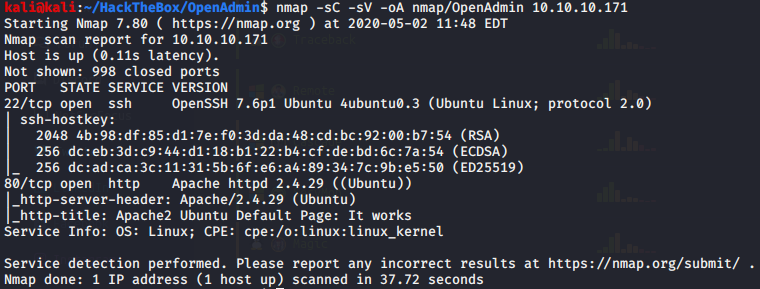 kali@kali:~/HackTheBox/OpenAdmin$ nmap -sC -sV -oA nmap/OpenAdmin 10.10.10.171
Starting Nmap 7.80 ( https://nmap.org ) at 2020-05-02 11:48 EDT
Nmap scan report for 10.10.10.171
Host is up (0.11s latency).
Not shown: 998 closed ports
PORT   STATE SERVICE VERSION
22/tcp open  ssh     OpenSSH 7.6p1 Ubuntu 4ubuntu0.3 (Ubuntu Linux; protocol 2.0)
| ssh-hostkey:
|   2048 4b:98:df:85:d1:7e:f0:3d:da:48:cd:bc:92:00:b7:54 (RSA)
|   256 dc:eb:3d:c9:44:d1:18:b1:22:b4:cf:de:bd:6c:7a:54 (ECDSA)
|_  256 dc:ad:ca:3c:11:31:5b:6f:e6:a4:89:34:7c:9b:e5:50 (ED25519)
80/tcp open  http    Apache httpd 2.4.29 ((Ubuntu))
|_http-server-header: Apache/2.4.29 (Ubuntu)
|_http-title: Apache2 Ubuntu Default Page: It works
Service Info: OS: Linux; CPE: cpe:/o:linux:linux_kernel
Service detection performed. Please report any incorrect results at https://nmap.org/submit/ .
Nmap done: 1 IP address (1 host up) scanned in 37.72 seconds